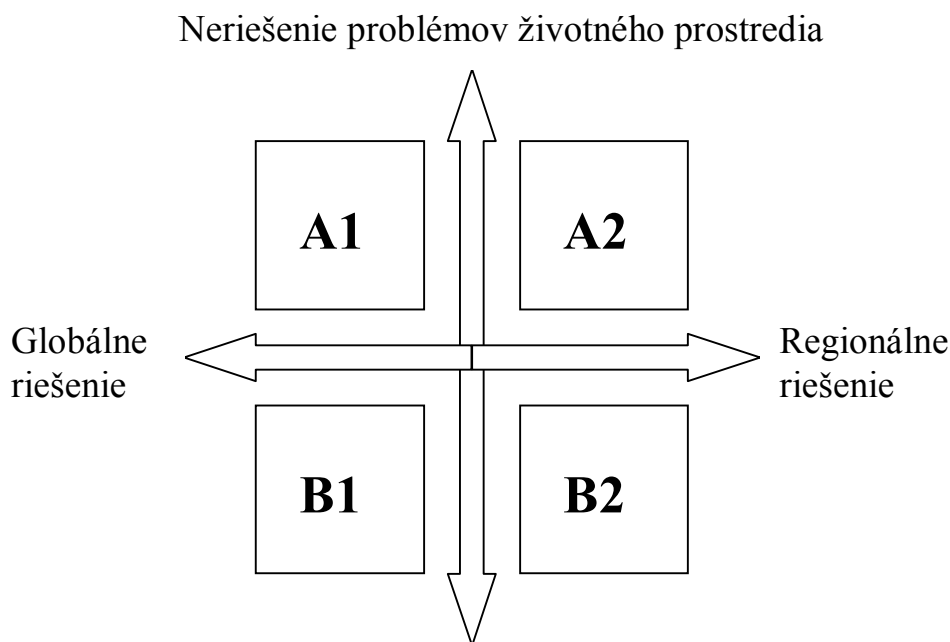 Neriešenie problémov životného prostredia
A1
A2
Globálne
riešenie
Regionálne
riešenie
B1
B2